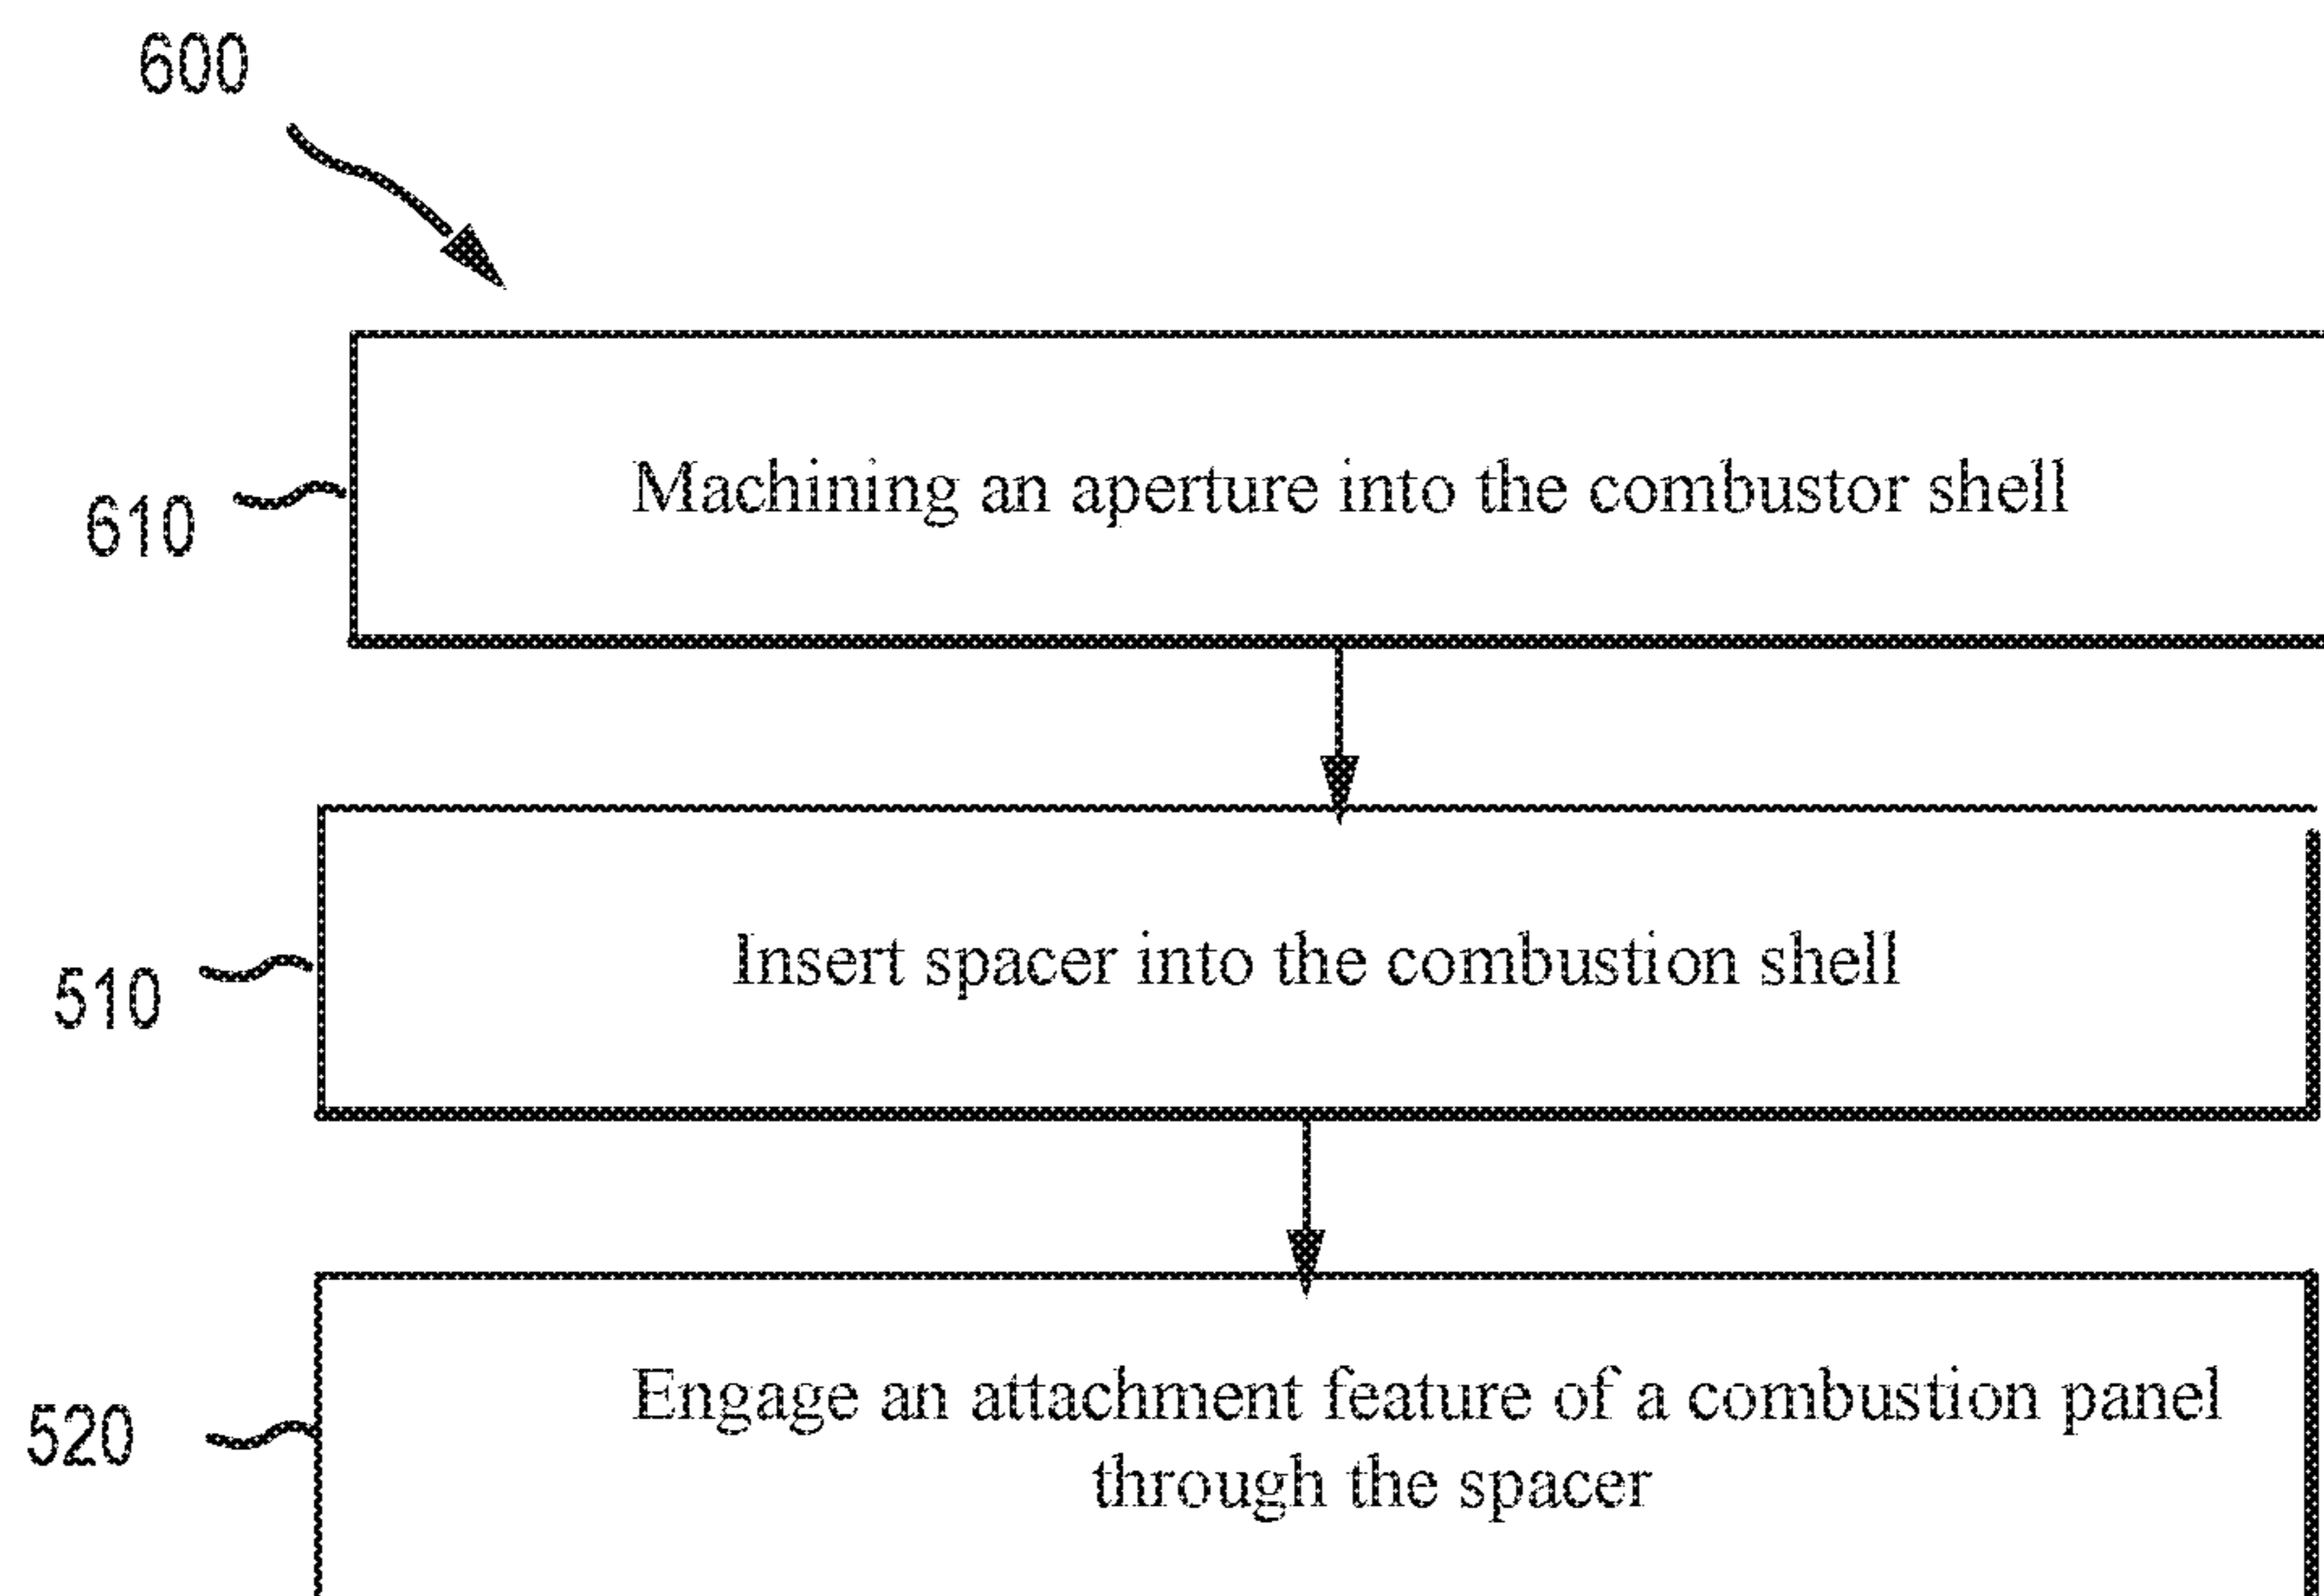 600
610
Machining an aperture into the combustor shell
510
Insert spacer into the combustion shell
520
Engage an attachment feature of a combustion panel
through the spacer